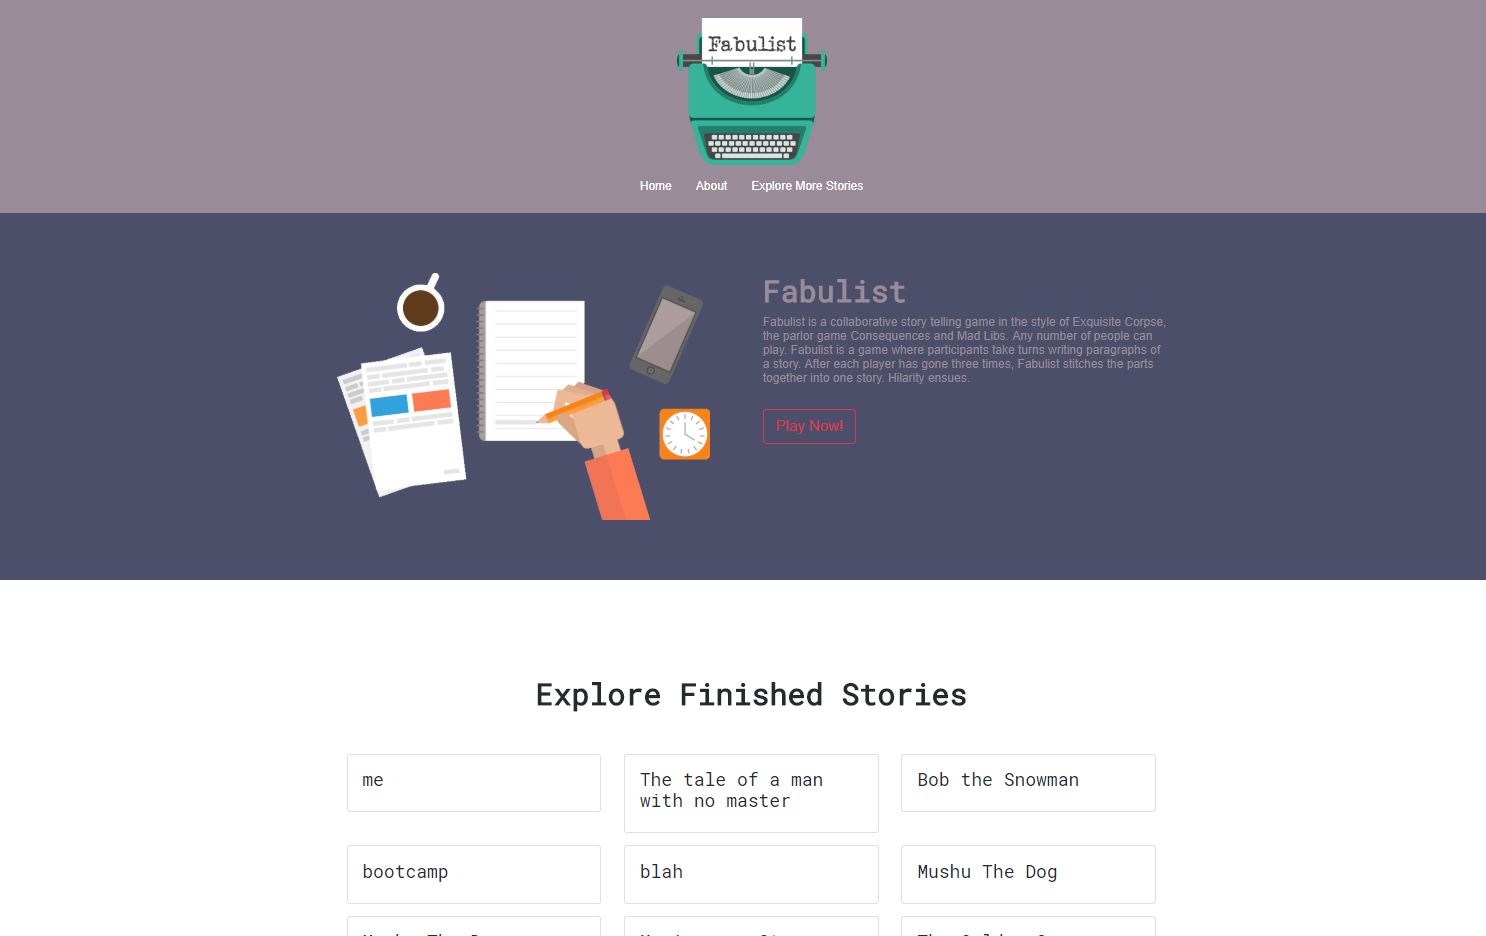 Fabulist
Home About Explore More Stories
Fabulist
Fabulist is a collaborative story telling game in the style of Exquisite Corpse,
the parlor game Consequences and Mad Libs. Any number of people can
play. Fabulist is a game where participants take turns writing paragraphs of
a story. After each player has gone three times, Fabulist stitches the parts
together into one story. Hilarity ensues.
Play Now!
Explore Finished Stories
me
The tale of a man
with no master
Bob the Snowman
bootcamp
blah
Mushu The Dog